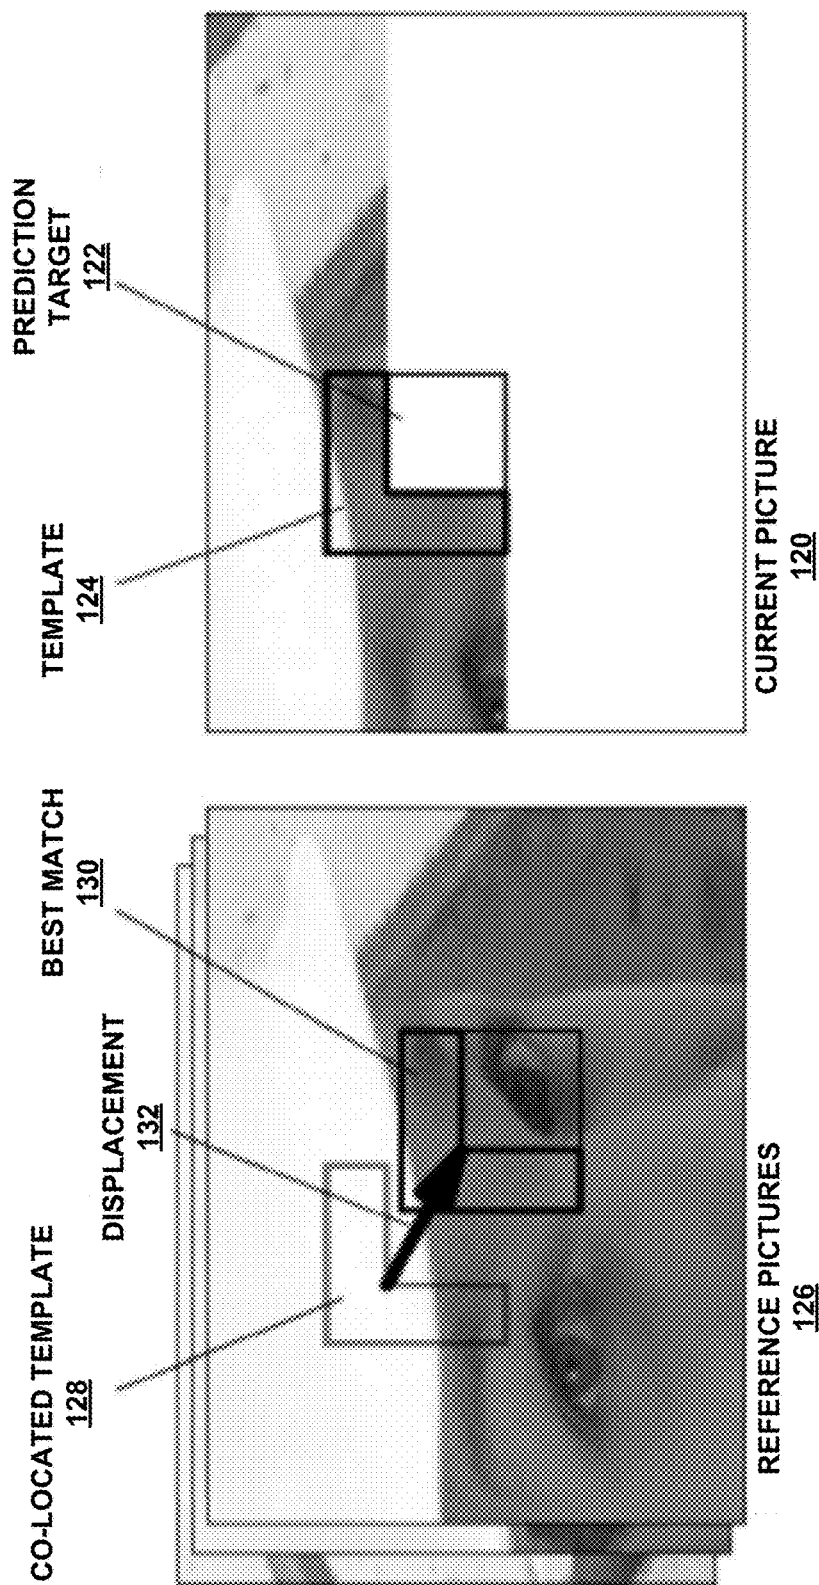 CO-LOCATED TEMPLATE
128
DISPLACEMENT
132
BEST MATCH
130
TEMPLATE
124
PREDICTION
TARGET
122
REFERENCE PICTURES
126
CURRENT PICTURE
120